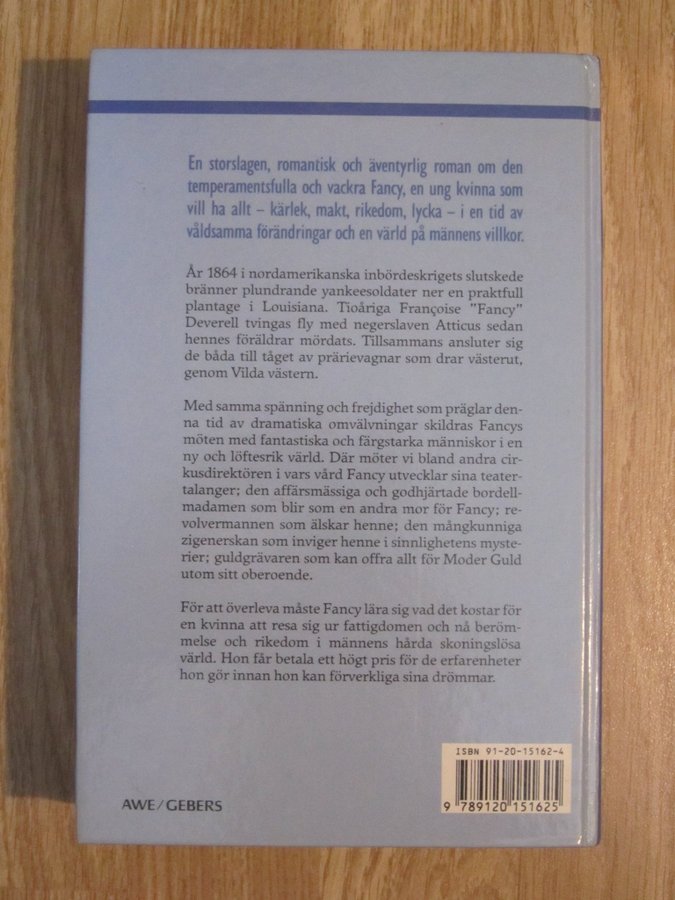 En storslagen, romantisk och äventyrlig roman om den
temperamentsfulla och vackra Fancy, en ung kvinna som
vill ha allt – kärlek, makt, rikedom, lycka – i en tid av
våldsamma förändringar och en värld på männens villkor.
År 1864 i nordamerikanska inbördeskrigets slutskede
bränner plundrande yankeesoldater ner en praktfull
plantage i Louisiana. Tioåriga Françoise "Fancy"
Deverell tvingas fly med negerslaven Atticus sedan
hennes föräldrar mördats. Tillsammans ansluter sig
de båda till tåget av prärievagnar som drar västerut,
genom Vilda västern.
Med samma spänning och frejdighet som präglar den-
na tid av dramatiska omvälvningar skildras Fancys
möten med fantastiska och färgstarka människor i en
ny och löftesrik värld. Där möter vi bland andra cir-
kusdirektören i vars vård Fancy utvecklar sina teater-
talanger; den affärsmässiga och godhjärtade bordell-
madamen som blir som en andra mor för Fancy; re-
volvermannen som älskar henne; den mångkunniga
zigenerskan som inviger henne i sinnlighetens myste-
rier; guldgrävaren som kan offra allt för Moder Guld
utom sitt oberoende.
För att överleva måste Fancy lära sig vad det kostar för
en kvinna att resa sig ur fattigdomen och nå beröm-
melse och rikedom i männens hårda skoningslösa
värld. Hon får betala ett högt pris för de erfarenheter
hon gör innan hon kan förverkliga sina drömmar.
ISBN 91-20-15162-4
9 789120 151625
AWE/GEBERS